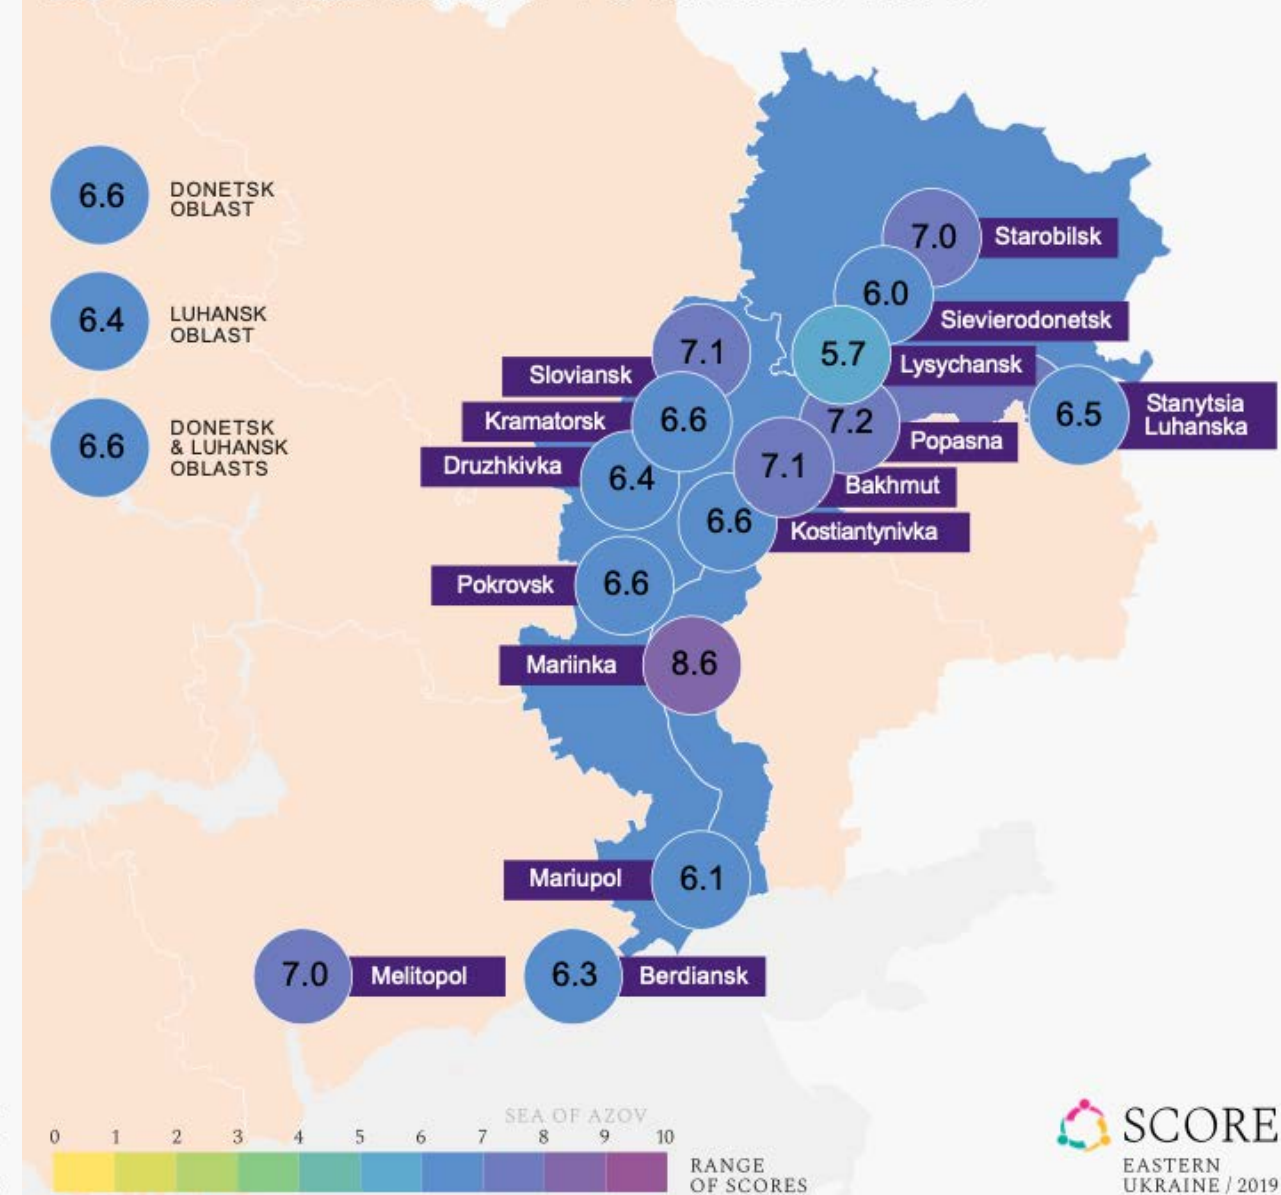 6.6
DONETSK
OBLAST
6.4
LUHANSK
OBLAST
6.6
DONETSK
& LUHANSK
OBLASTS
7.0
Starobilsk
6.0
Sievierodonetsk
5.7
Lysychansk
7.1
Sloviansk
6.5
Stanytsia
Luhanska
6.6
Kramatorsk
7.2
Popasna
6.4
Druzhkivka
7.1
Bakhmut
6.6
Kostiantynivka
6.6
Pokrovsk
8.6
Mariinka
6.1
Mariupol
7.0
Melitopol
6.3
Berdiansk
SEA OF AZOV
0 1 2 3 4 5 6 7 8 9 10
RANGE
OF SCORES
SCORE
EASTERN
UKRAINE / 2019